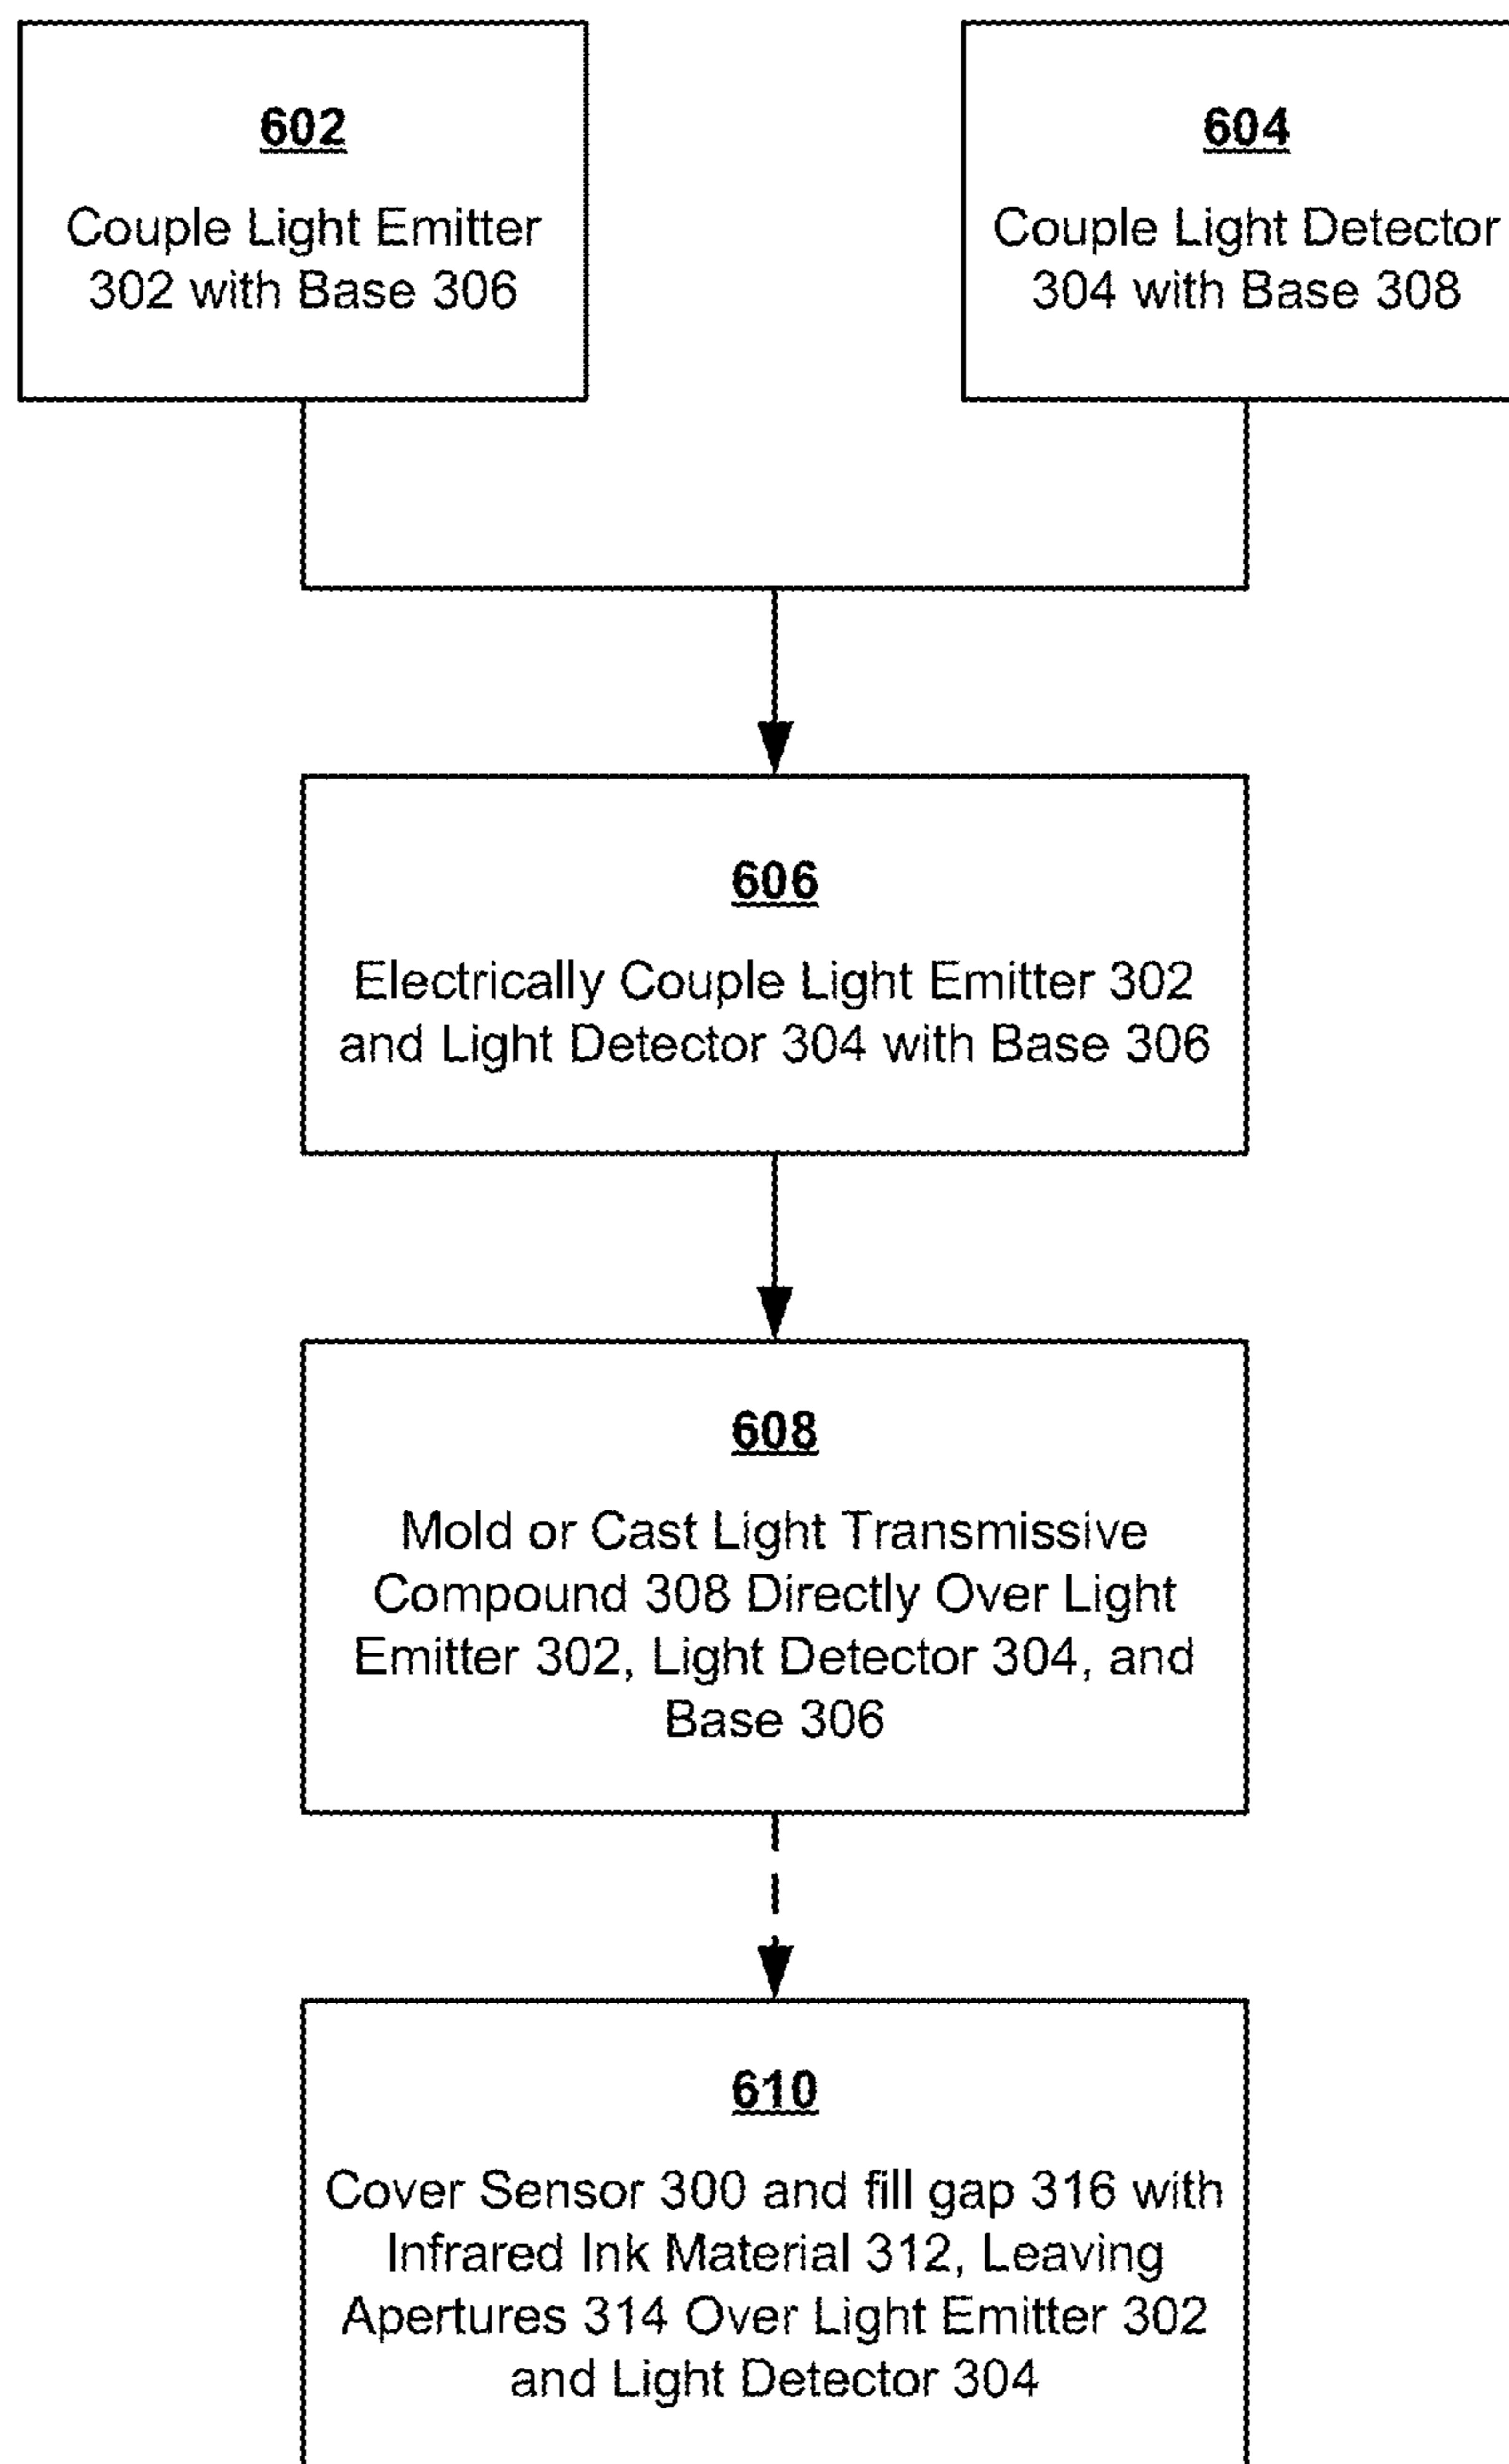 602
Couple Light Emitter
302 with Base 306
604
Couple Light Detector
304 with Base 308
606
Electrically Couple Light Emitter 302
and Light Detector 304 with Base 306
608
Mold or Cast Light Transmissive
Compound 308 Directly Over Light
Emitter 302, Light Detector 304, and
Base 306
610
Cover Sensor 300 and fill gap 316 with
Infrared Ink Material 312, Leaving
Apertures 314 Over Light Emitter 302
and Light Detector 304